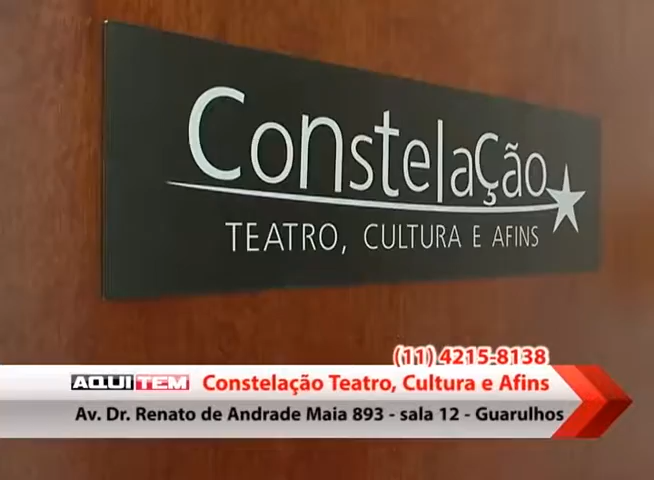 Constelação
TEATRO, CULTURA E AFINS
(11) 4215-8138
AQUI TEM Constelação Teatro, Cultura e Afins
Av. Dr. Renato de Andrade Maia 893 - sala 12 - Guarulhos